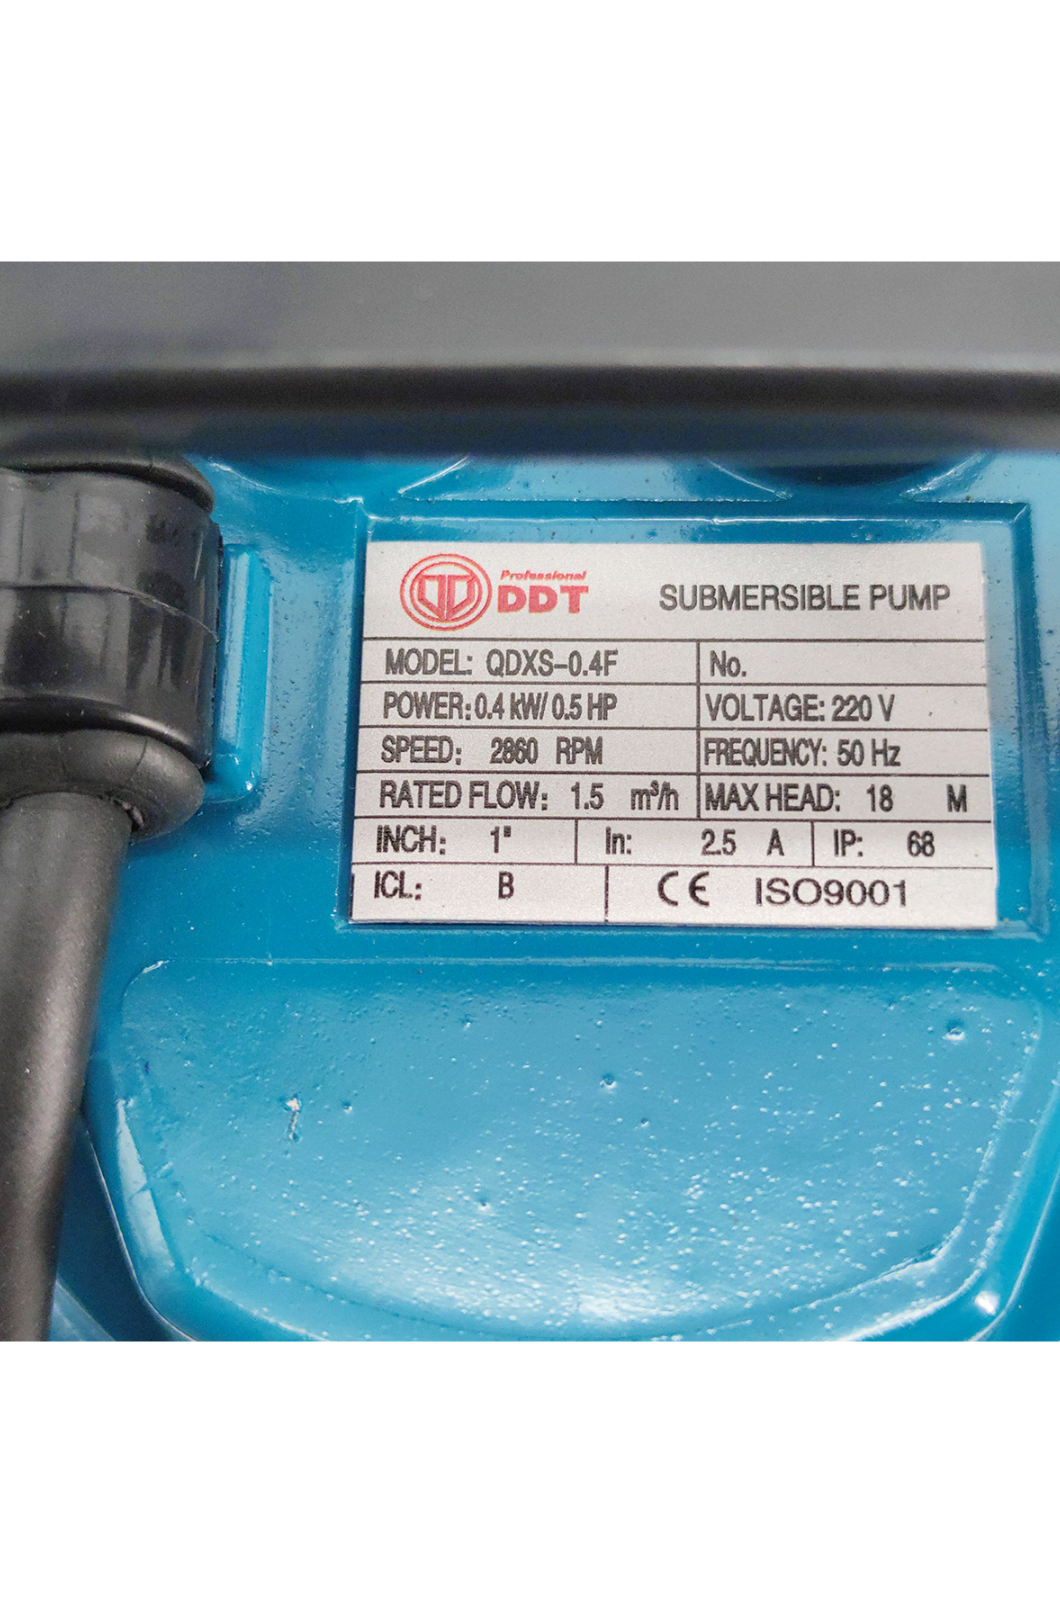 Professional
DDT
SUBMERSIBLE PUMP
MODEL: QDXS-0.4F No.
POWER: 0.4 kW/ 0.5 HP VOLTAGE: 220 V
SPEED: 2860 RPM FREQUENCY: 50 Hz
RATED FLOW: 1.5 m³/h MAX HEAD: 18 M
INCH: 1" In: 2.5 A IP: 68
ICL: B CE ISO9001